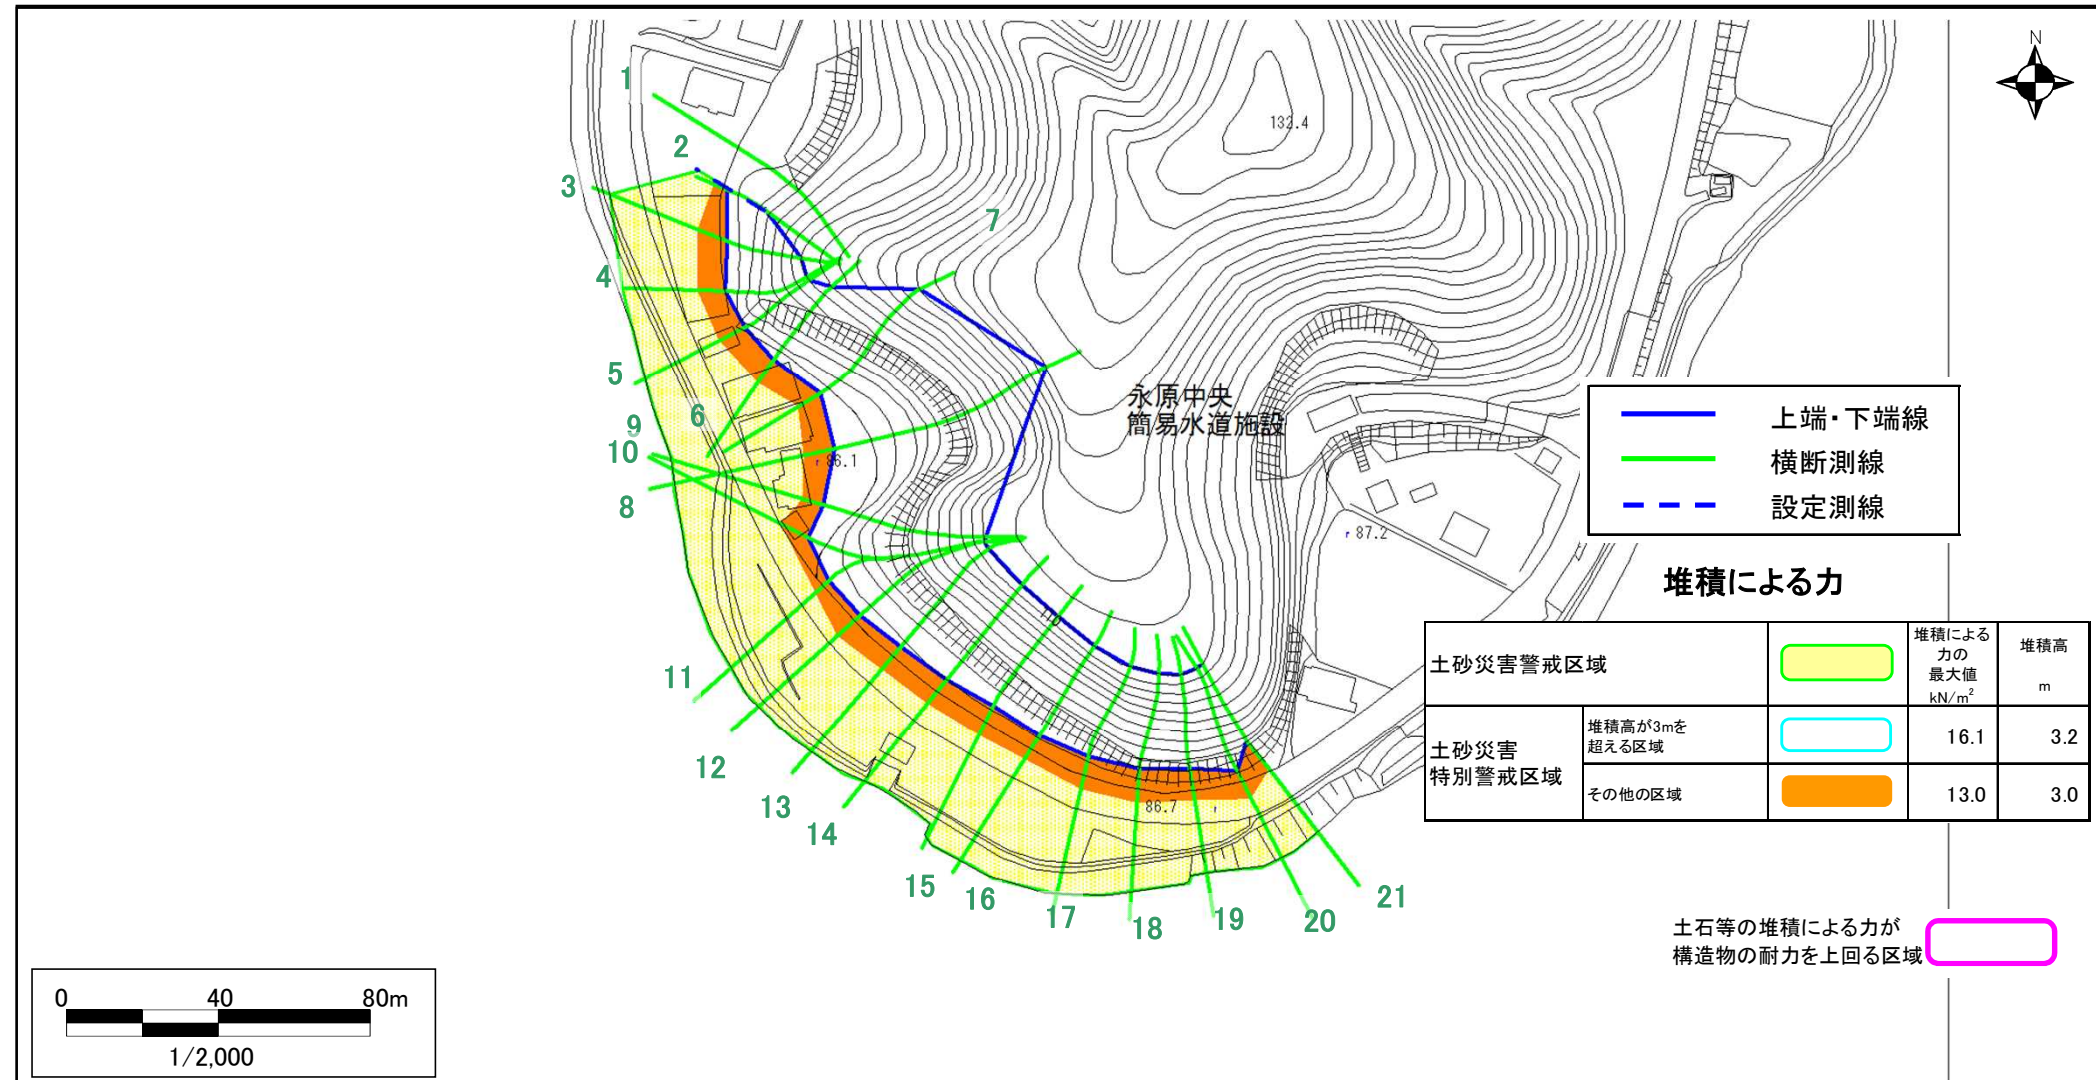 N
1
2
3
4
5
6
7
8
9
10
11
12
13
14
15
16
17
18
19
20
21
132.4
永原中央
簡易水道施設
86.1
87.2
110
86.7
上端・下端線
横断測線
設定測線
堆積による力
土砂災害警戒区域
堆積による
力の
最大値
kN/m²
堆積高
m
土砂災害
特別警戒区域
堆積高が3mを
超える区域
16.1
3.2
その他の区域
13.0
3.0
土石等の堆積による力が
構造物の耐力を上回る区域
0 40 80m
1/2,000